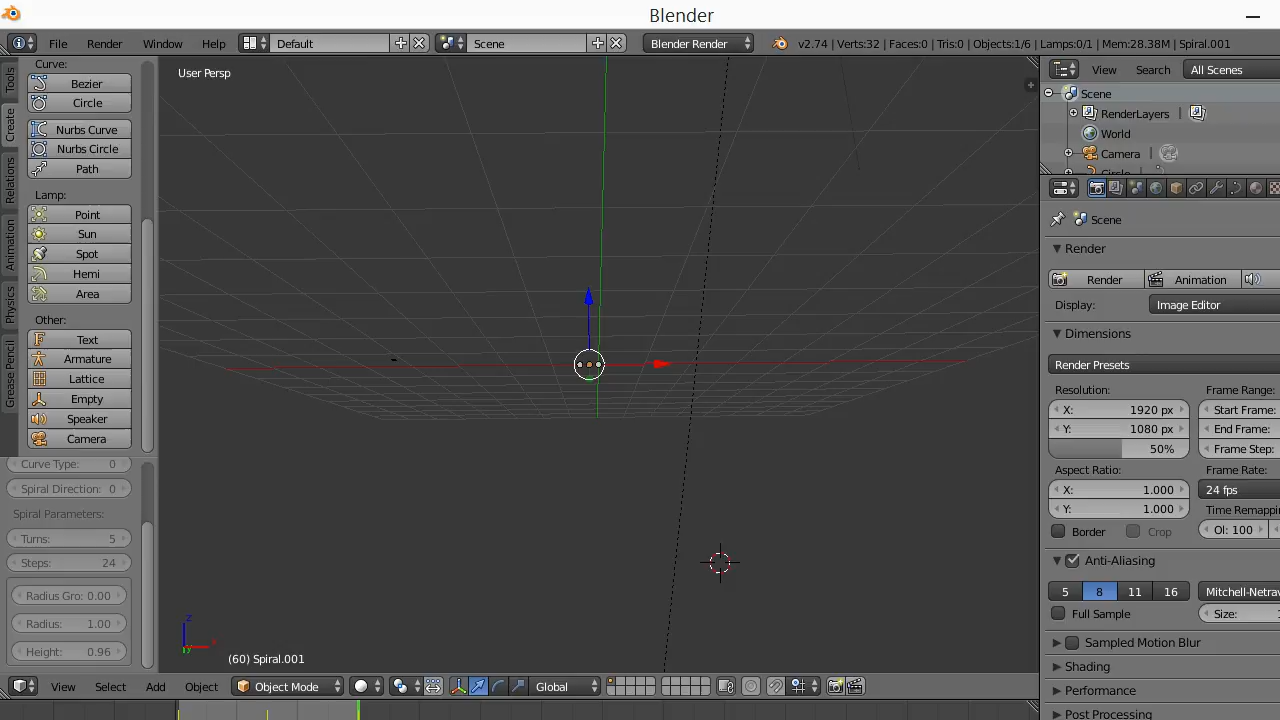 Blender
File Render Window Help Default Scene Blender Render v2.74 | Verts:32 | Faces:0 | Tris:0 | Objects:1/6 | Lamps:0/1 | Mem:28.38M | Spiral.001
Tools
Create
Relations
Animation
Physics
Grease Pencil
Curve:
Bezier
Circle
Nurbs Curve
Nurbs Circle
Path
Lamp:
Point
Sun
Spot
Hemi
Area
Other:
Text
Armature
Lattice
Empty
Speaker
Camera
Curve Type: 0
Spiral Direction: 0
Spiral Parameters:
Turns: 5
Steps: 24
Radius Gro: 0.00
Radius: 1.00
Height: 0.96
User Persp
z
x
y
(60) Spiral.001
View Select Add Object Object Mode Global
View Search All Scenes
Scene
RenderLayers
World
Camera
Circle
Scene
Render
Render Animation
Display: Image Editor
Dimensions
Render Presets
Resolution: Frame Range:
X: 1920 px Start Frame:
Y: 1080 px End Frame:
50% Frame Step:
Aspect Ratio: Frame Rate:
X: 1.000 24 fps
Y: 1.000 Time Remappin
Border Crop Ol: 100
Anti-Aliasing
5 8 11 16 Mitchell-Netrav
Full Sample Size:
Sampled Motion Blur
Shading
Performance
Post Processing